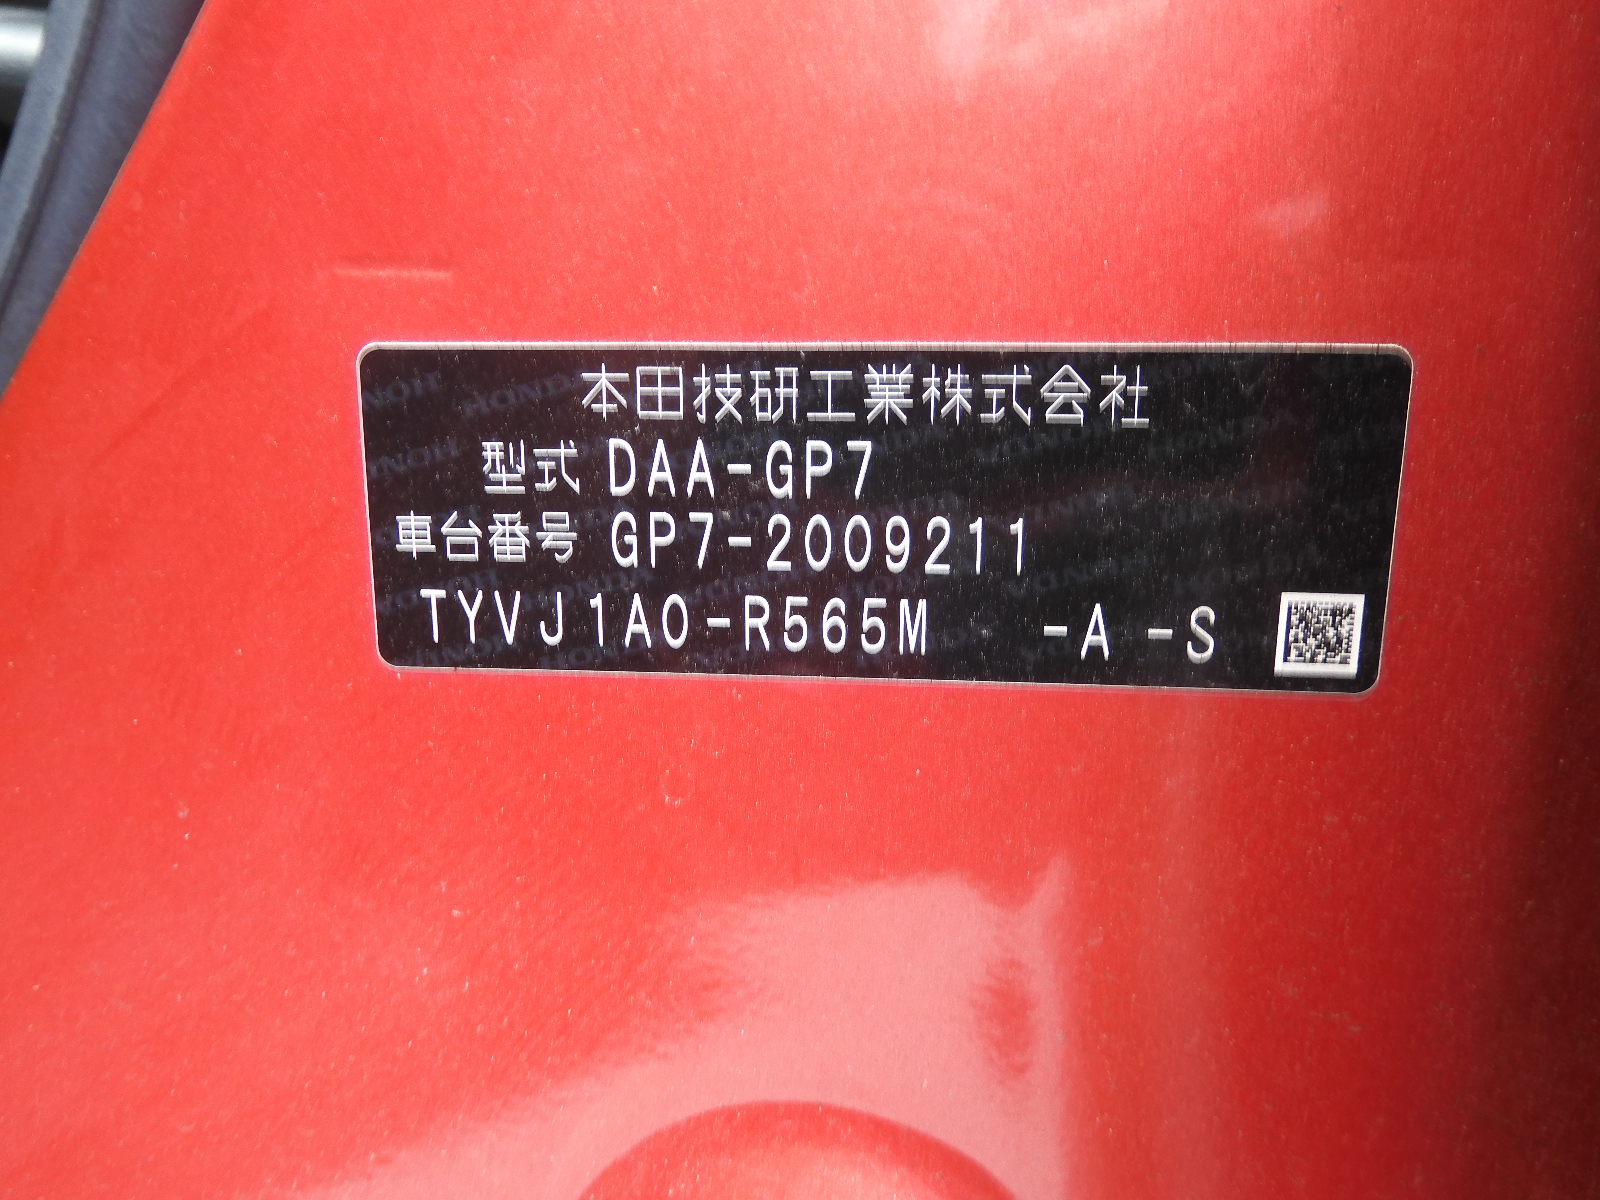 本田技研工業株式会社
型式 DAA-GP7
車台番号 GP7-2009211
TYVJ1A0-R565M -A -S